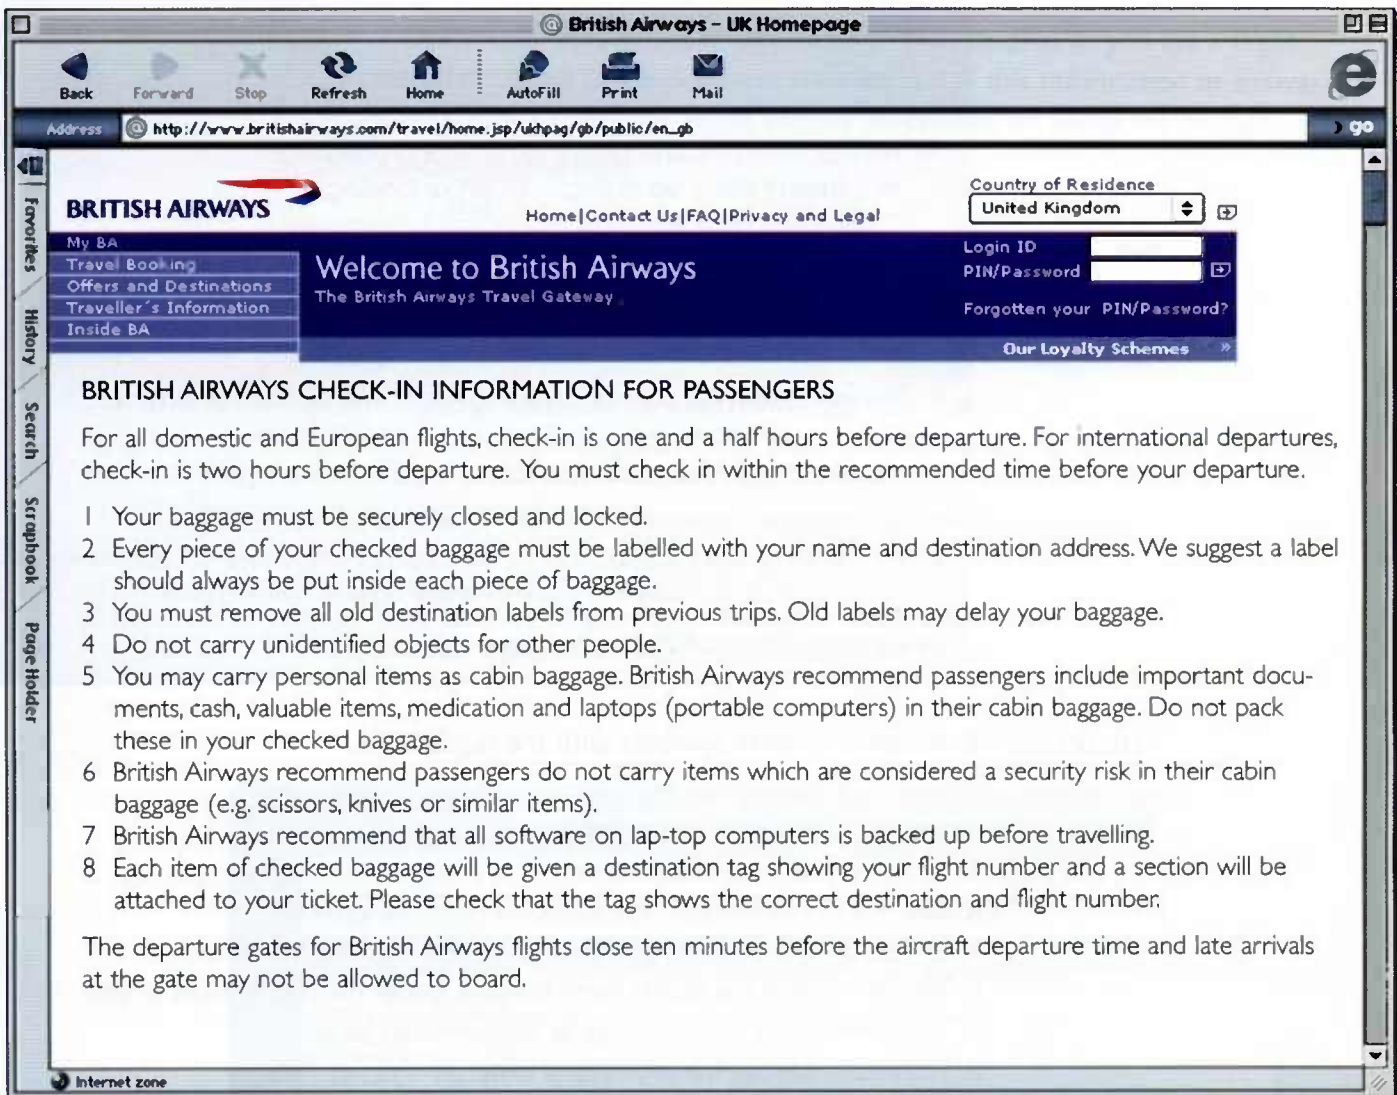 British Airways – UK Homepage
Back Forward Stop Refresh Home AutoFill Print Mail
Address http://www.britishairways.com/travel/home.jsp/ukhpag/gb/public/en_gb go
Favorites
History
Search
Scrapbook
Page Holder
BRITISH AIRWAYS
Home|Contact Us|FAQ|Privacy and Legal
Country of Residence
United Kingdom
My BA
Travel Booking
Offers and Destinations
Traveller's Information
Inside BA
Welcome to British Airways
The British Airways Travel Gateway
Login ID
PIN/Password
Forgotten your PIN/Password?
Our Loyalty Schemes »
BRITISH AIRWAYS CHECK-IN INFORMATION FOR PASSENGERS
For all domestic and European flights, check-in is one and a half hours before departure. For international departures,
check-in is two hours before departure. You must check in within the recommended time before your departure.
1 Your baggage must be securely closed and locked.
2 Every piece of your checked baggage must be labelled with your name and destination address. We suggest a label
should always be put inside each piece of baggage.
3 You must remove all old destination labels from previous trips. Old labels may delay your baggage.
4 Do not carry unidentified objects for other people.
5 You may carry personal items as cabin baggage. British Airways recommend passengers include important docu-
ments, cash, valuable items, medication and laptops (portable computers) in their cabin baggage. Do not pack
these in your checked baggage.
6 British Airways recommend passengers do not carry items which are considered a security risk in their cabin
baggage (e.g. scissors, knives or similar items).
7 British Airways recommend that all software on lap-top computers is backed up before travelling.
8 Each item of checked baggage will be given a destination tag showing your flight number and a section will be
attached to your ticket. Please check that the tag shows the correct destination and flight number.
The departure gates for British Airways flights close ten minutes before the aircraft departure time and late arrivals
at the gate may not be allowed to board.
Internet zone